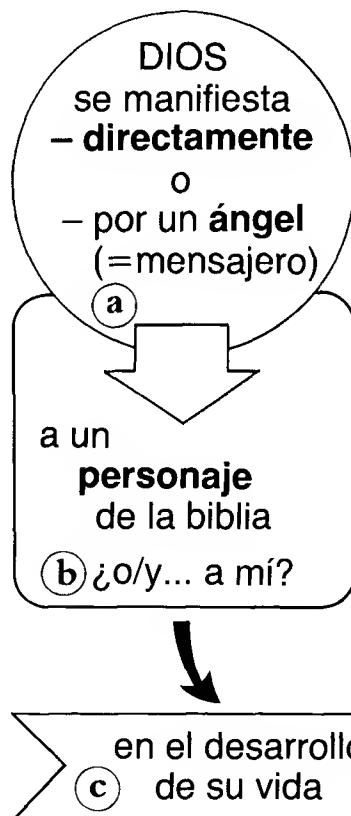 DIOS
se manifiesta
– directamente
o
– por un ángel
(=mensajero)
a
a un
personaje
de la biblia
b ¿o/y... a mí?
en el desarrollo
c de su vida